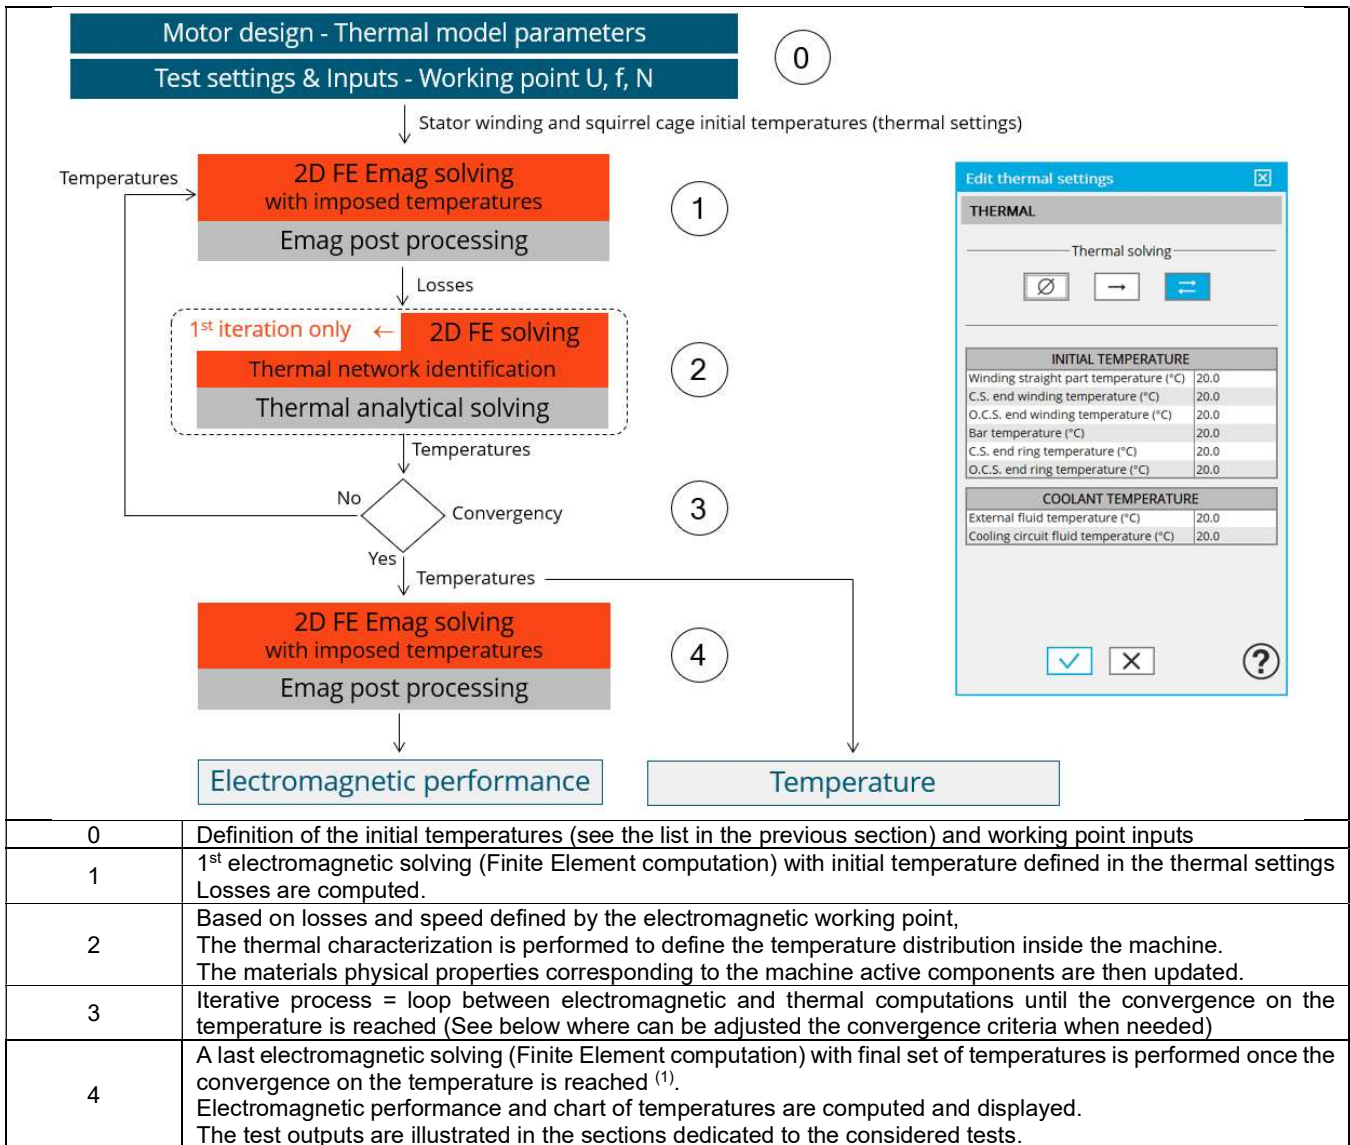 Motor design - Thermal model parameters
Test settings & Inputs - Working point U, f, N
0
Stator winding and squirrel cage initial temperatures (thermal settings)
Temperatures
2D FE Emag solving
with imposed temperatures
Emag post processing
1
Losses
1st iteration only ←
2D FE solving
Thermal network identification
Thermal analytical solving
2
Temperatures
No
Convergency
3
Yes
Temperatures
2D FE Emag solving
with imposed temperatures
Emag post processing
4
Electromagnetic performance
Temperature
Edit thermal settings
THERMAL
Thermal solving
INITIAL TEMPERATURE
Winding straight part temperature (°C) 20.0
C.S. end winding temperature (°C) 20.0
O.C.S. end winding temperature (°C) 20.0
Bar temperature (°C) 20.0
C.S. end ring temperature (°C) 20.0
O.C.S. end ring temperature (°C) 20.0
COOLANT TEMPERATURE
External fluid temperature (°C) 20.0
Cooling circuit fluid temperature (°C) 20.0
?
0 Definition of the initial temperatures (see the list in the previous section) and working point inputs
1
1st electromagnetic solving (Finite Element computation) with initial temperature defined in the thermal settings
Losses are computed.
2
Based on losses and speed defined by the electromagnetic working point,
The thermal characterization is performed to define the temperature distribution inside the machine.
The materials physical properties corresponding to the machine active components are then updated.
3
Iterative process = loop between electromagnetic and thermal computations until the convergence on the
temperature is reached (See below where can be adjusted the convergence criteria when needed)
4
A last electromagnetic solving (Finite Element computation) with final set of temperatures is performed once the
convergence on the temperature is reached (1).
Electromagnetic performance and chart of temperatures are computed and displayed.
The test outputs are illustrated in the sections dedicated to the considered tests.